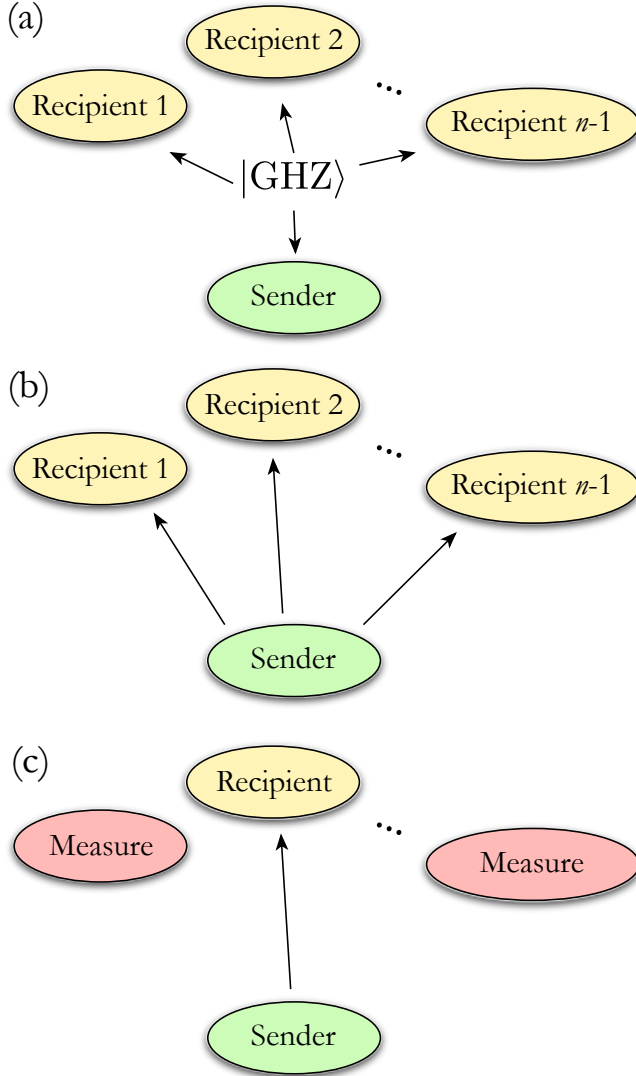 (a)
Recipient 2
Recipient 1
...
Recipient n-1
|GHZ⟩
Sender
(b)
Recipient 2
Recipient 1
...
Recipient n-1
Sender
(c)
Recipient
Measure
...
Measure
Sender